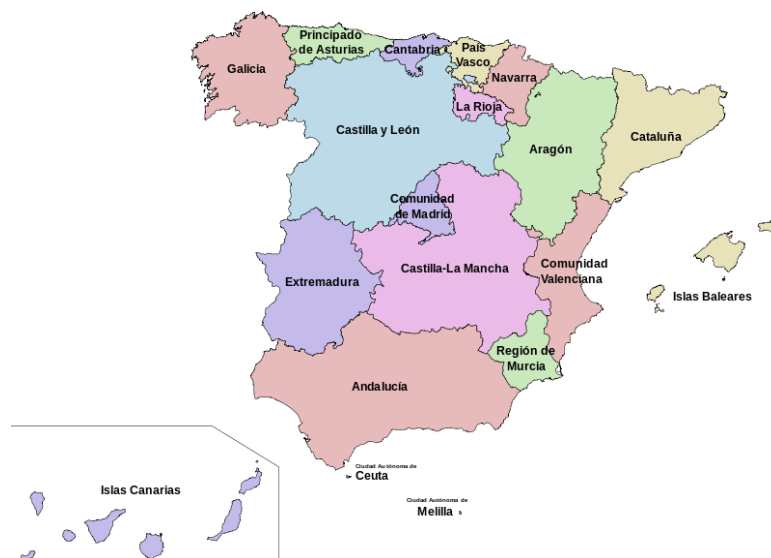 Principado
de Asturias
Cantabria
País
Vasco
Galicia
Navarra
La Rioja
Castilla y León
Cataluña
Aragón
Comunidad
de Madrid
Comunidad
Valenciana
Castilla-La Mancha
Extremadura
Islas Baleares
Región de
Murcia
Andalucía
Ciudad Autónoma de
Ceuta
Islas Canarias
Ciudad Autónoma de
Melilla